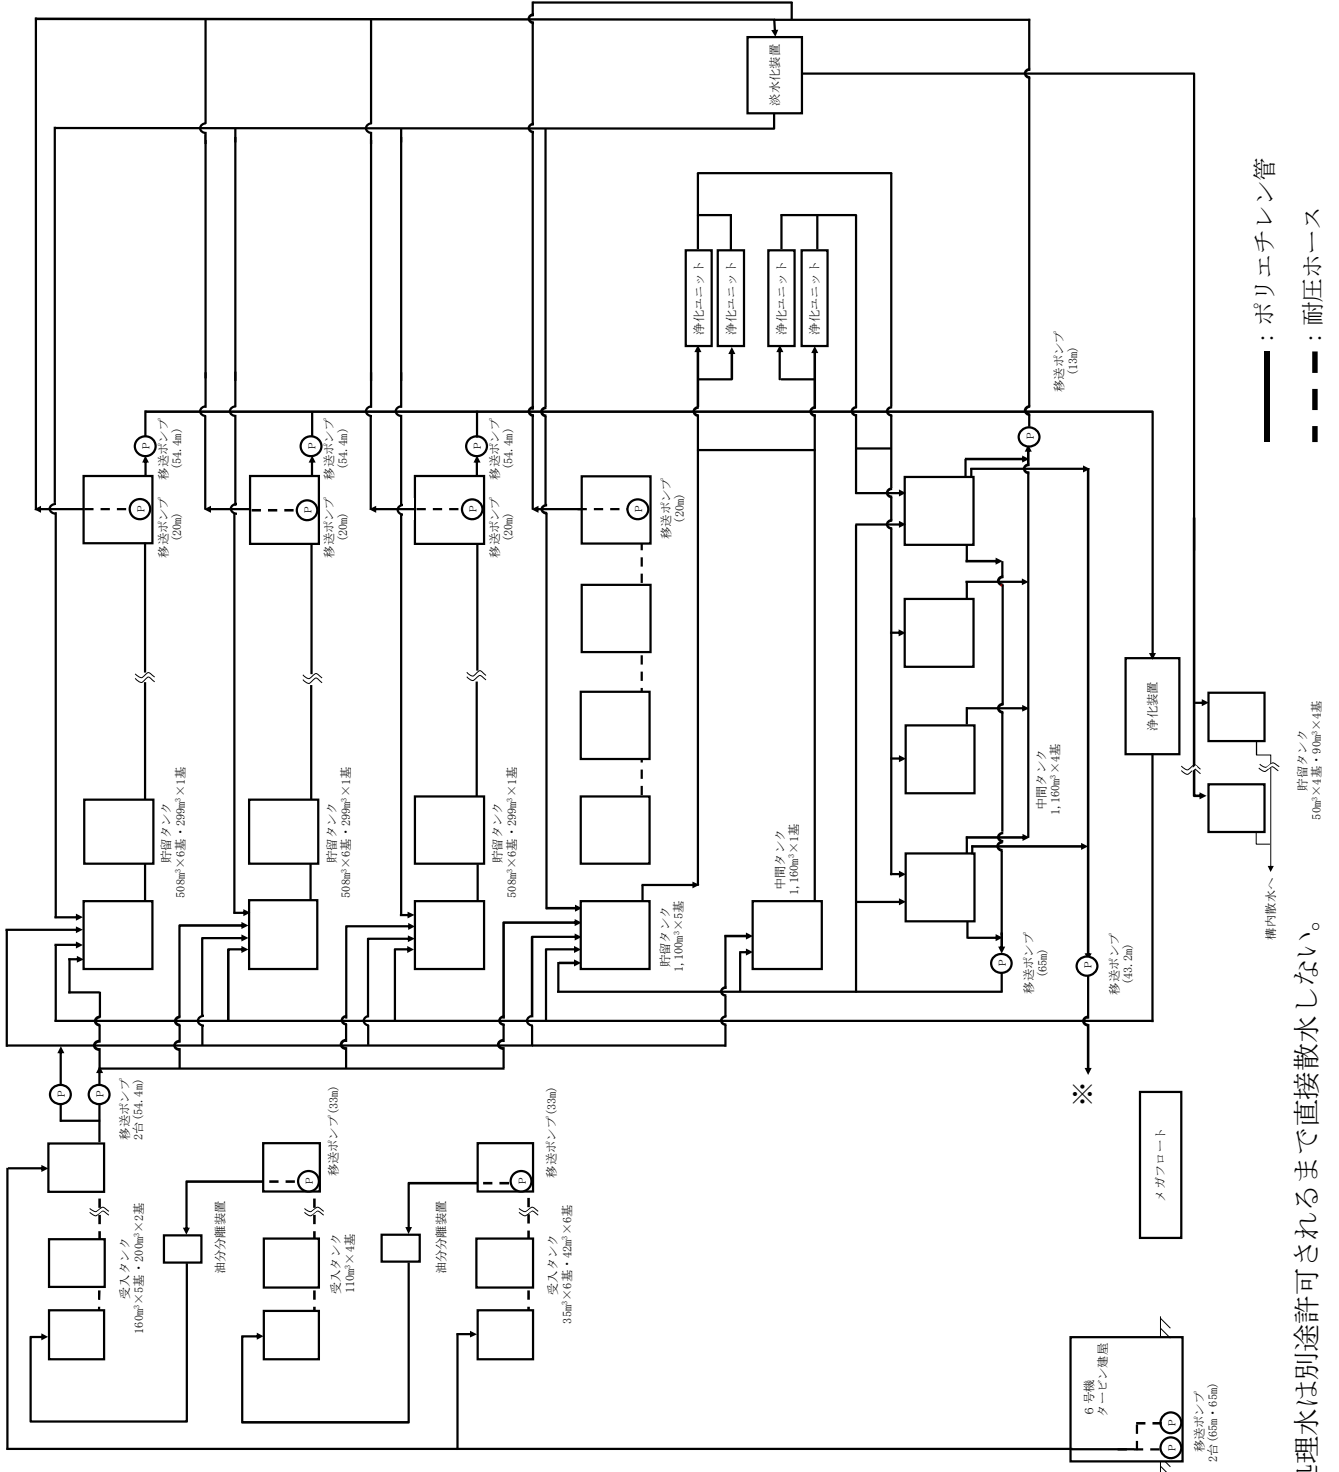 受入タンク
160m³×5基・200m³×2基
移送ポンプ
2台(54.4m)
P
P
貯留タンク
508m³×6基・299m³×1基
移送ポンプ
(20m)
P
移送ポンプ
(54.4m)
P
油分分離装置
受入タンク
110m³×4基
移送ポンプ(33m)
P
貯留タンク
508m³×6基・299m³×1基
移送ポンプ
(20m)
P
移送ポンプ
(54.4m)
P
油分分離装置
受入タンク
35m³×6基・42m³×6基
移送ポンプ(33m)
P
貯留タンク
508m³×6基・299m³×1基
移送ポンプ
(20m)
P
移送ポンプ
(54.4m)
P
貯留タンク
1,100m³×5基
移送ポンプ
(20m)
P
浄化ユニット
浄化ユニット
浄化ユニット
浄化ユニット
淡水化装置
中間タンク
1,160m³×1基
移送ポンプ
(65m)
P
中間タンク
1,160m³×4基
移送ポンプ
(13m)
P
※
移送ポンプ
(43.2m)
P
6号機
タービン建屋
P
P
移送ポンプ
2台(65m・65m)
メガフロート
浄化装置
構内散水へ
貯留タンク
50m³×4基・90m³×4基
:ポリエチレン管
:耐圧ホース
理水は別途許可されるまで直接散水しない。